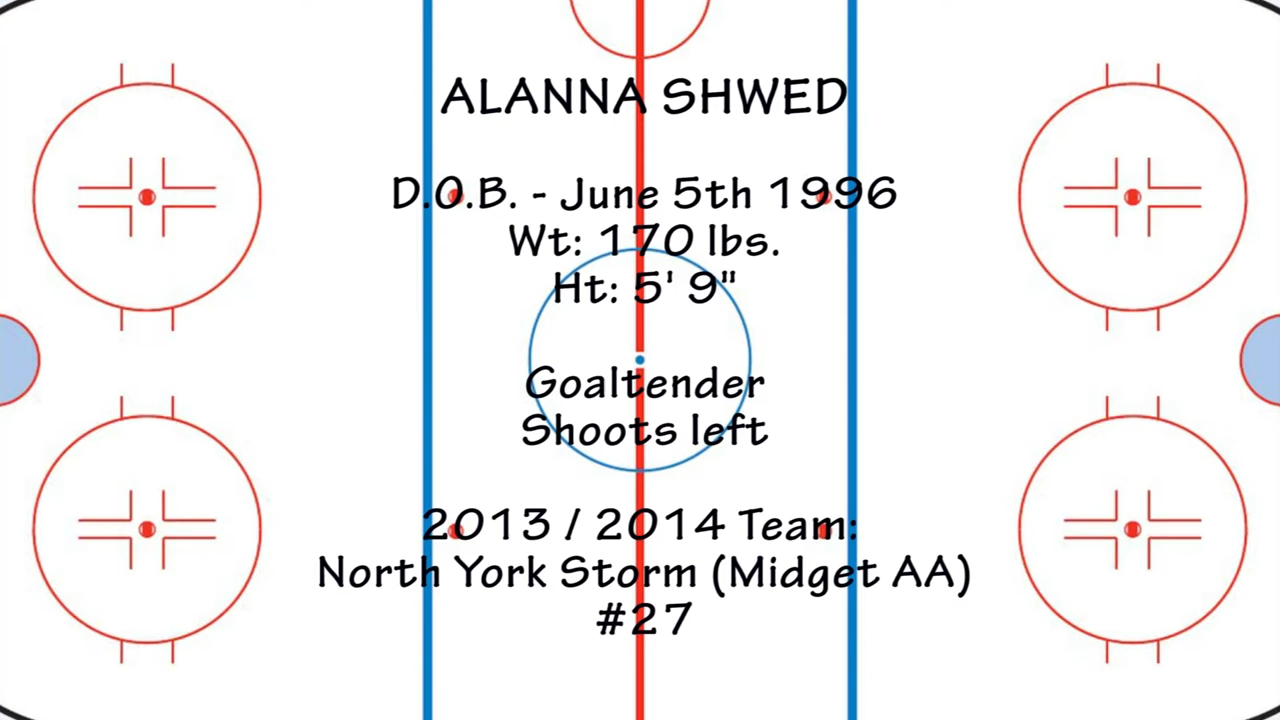 ALANNA SHWED
D.O.B. - June 5th 1996
Wt: 170 lbs.
Ht: 5' 9"
Goaltender
Shoots left
2013 / 2014 Team:
North York Storm (Midget AA)
#27